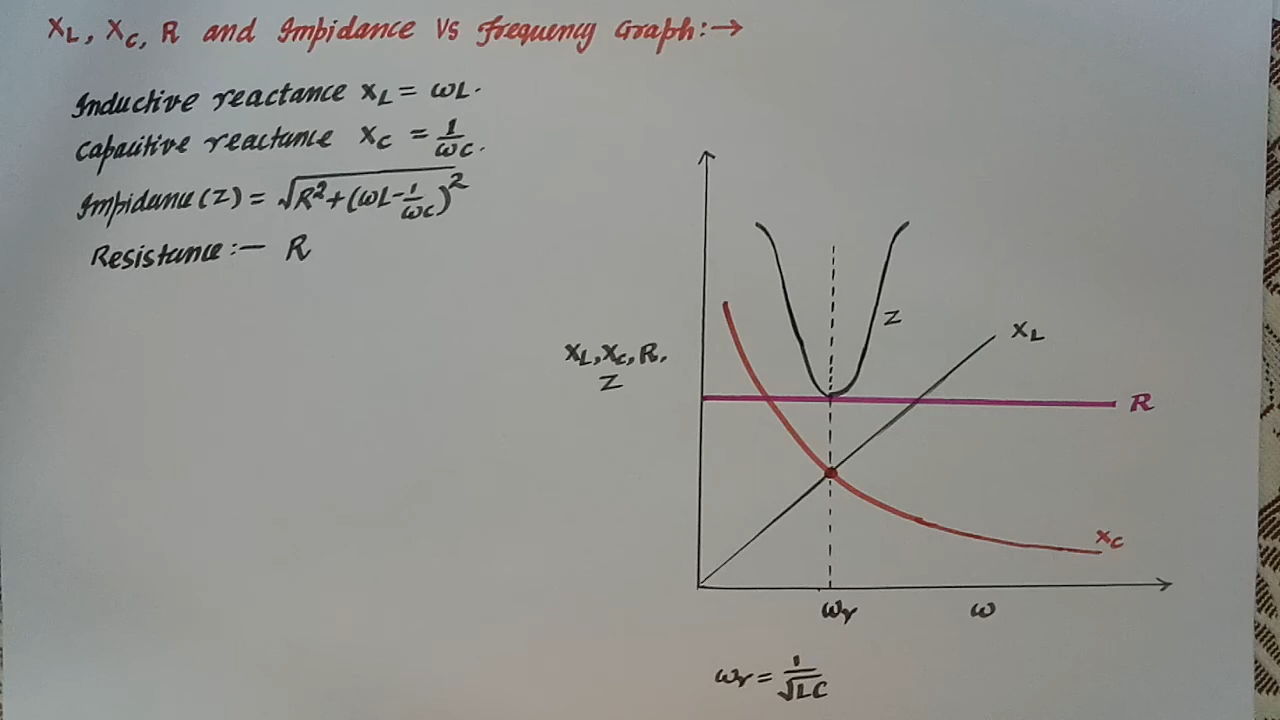 XL, XC, R and Impidance VS Frequency Graph:→
Inductive reactance XL = ωL.
Capacitive reactance XC = 1/ωC.
Impidance (Z) = √R²+(ωL-1/ωC)²
Resistance:— R
Z
XL
XL, XC, R,
Z
R
XC
ωr
ω
ωr = 1/√LC